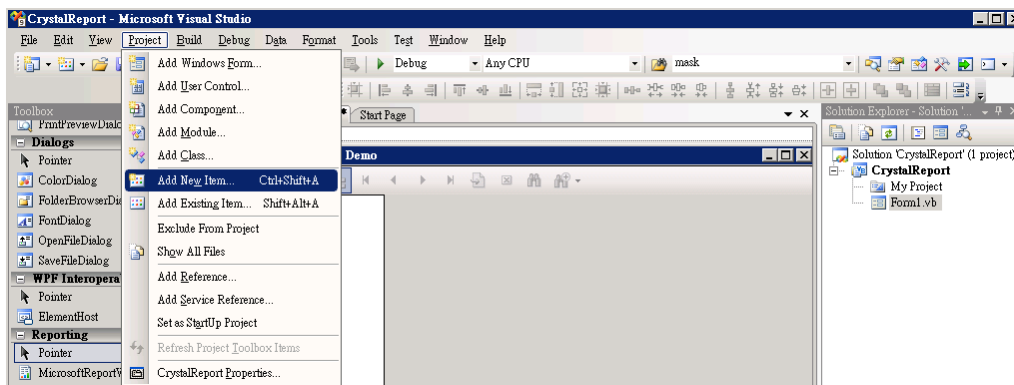 CrystalReport - Microsoft Visual Studio
File Edit View Project Build Debug Data Format Tools Test Window Help
Debug Any CPU mask
Toolbox
PrintPreviewDialo
Dialogs
Pointer
ColorDialog
FolderBrowserDia
FontDialog
OpenFileDialog
SaveFileDialog
WPF Interopera
Pointer
ElementHost
Reporting
Pointer
MicrosoftReportV
Add Windows Form...
Add User Control...
Add Component...
Add Module...
Add Class...
Add New Item... Ctrl+Shift+A
Add Existing Item... Shift+Alt+A
Exclude From Project
Show All Files
Add Reference...
Add Service Reference...
Set as StartUp Project
Refresh Project Toolbox Items
CrystalReport Properties...
Start Page
Demo
Solution Explorer - Solution '...
Solution 'CrystalReport' (1 project)
CrystalReport
My Project
Form1.vb